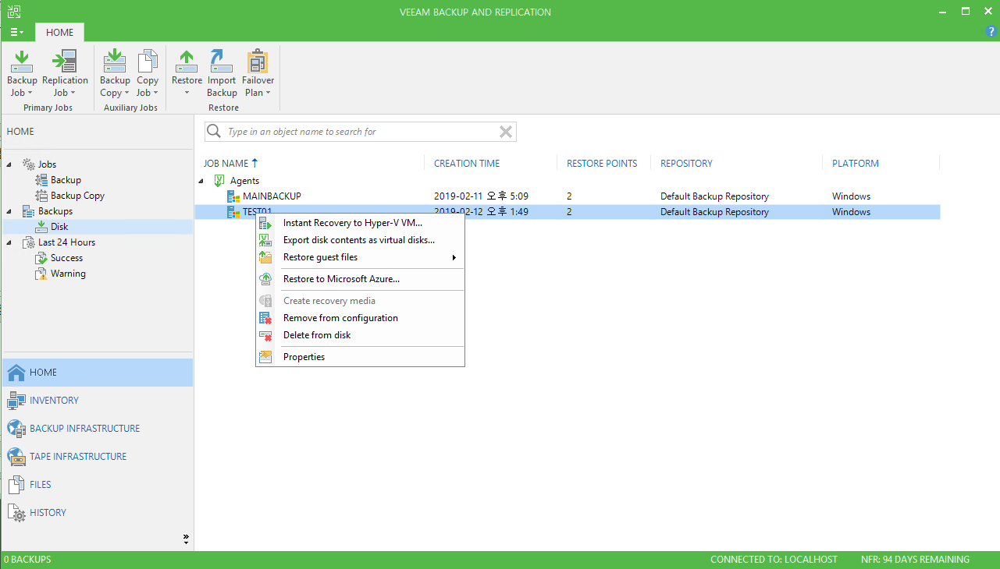 VEEAM BACKUP AND REPLICATION
HOME
Backup Job
Replication Job
Backup Copy
Copy Job
Restore
Import Backup
Failover Plan
Primary Jobs
Auxiliary Jobs
Restore
HOME
Jobs
Backup
Backup Copy
Backups
Disk
Last 24 Hours
Success
Warning
HOME
INVENTORY
BACKUP INFRASTRUCTURE
TAPE INFRASTRUCTURE
FILES
HISTORY
Type in an object name to search for
JOB NAME CREATION TIME RESTORE POINTS REPOSITORY PLATFORM
Agents
MAINBACKUP 2019-02-11 오후 5:09 2 Default Backup Repository Windows
TEST01 2019-02-12 오후 1:49 2 Default Backup Repository Windows
Instant Recovery to Hyper-V VM...
Export disk contents as virtual disks...
Restore guest files
Restore to Microsoft Azure...
Create recovery media
Remove from configuration
Delete from disk
Properties
0 BACKUPS
CONNECTED TO: LOCALHOST
NFR: 94 DAYS REMAINING